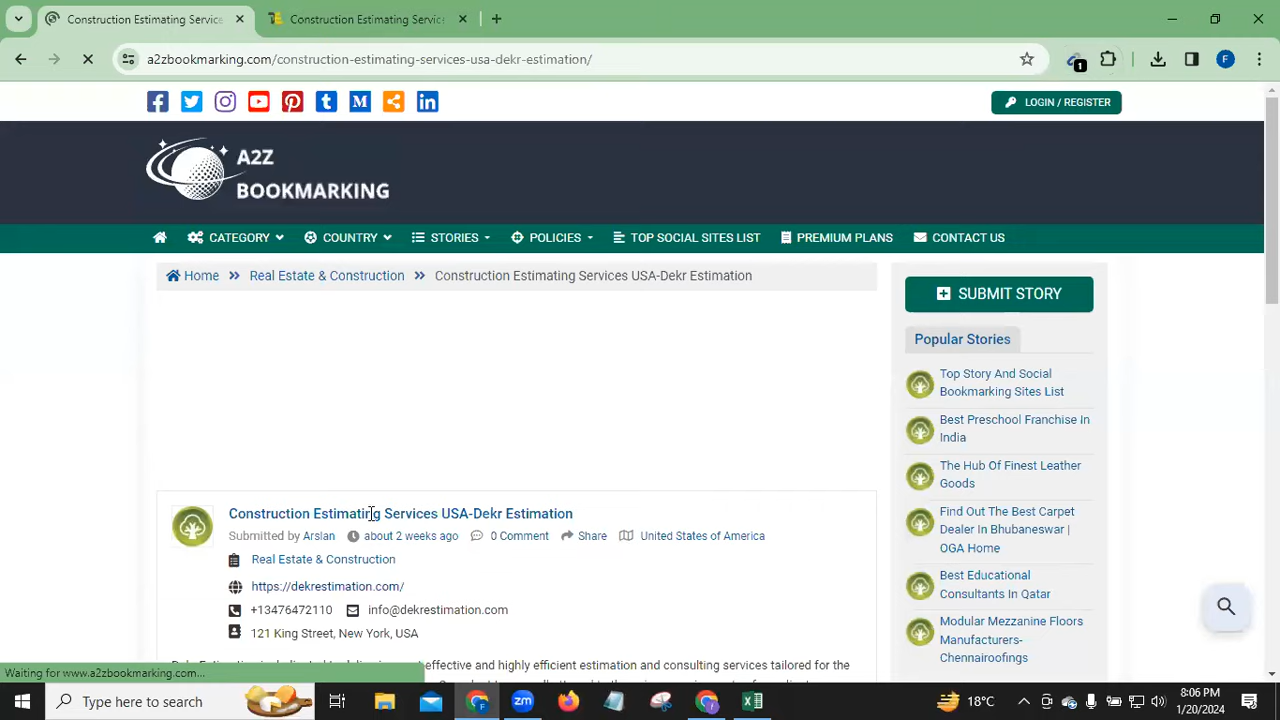 Construction Estimating Service
Construction Estimating Servic
a2zbookmarking.com/construction-estimating-services-usa-dekr-estimation/
1
F
LOGIN / REGISTER
A2Z
BOOKMARKING
CATEGORY
COUNTRY
STORIES
POLICIES
TOP SOCIAL SITES LIST
PREMIUM PLANS
CONTACT US
Home
Real Estate & Construction
Construction Estimating Services USA-Dekr Estimation
SUBMIT STORY
Popular Stories
Top Story And Social
Bookmarking Sites List
Best Preschool Franchise In
India
The Hub Of Finest Leather
Goods
Find Out The Best Carpet
Dealer In Bhubaneswar |
OGA Home
Best Educational
Consultants In Qatar
Modular Mezzanine Floors
Manufacturers-
Chennairoofings
Construction Estimating Services USA-Dekr Estimation
Submitted by Arslan about 2 weeks ago 0 Comment Share United States of America
Real Estate & Construction
https://dekrestimation.com/
+13476472110 info@dekrestimation.com
121 King Street, New York, USA
-effective and highly efficient estimation and consulting services tailored for the
Waiting for www.a2zbookmarking.com...
Type here to search
zm
F
18°C
8:06 PM
1/20/2024